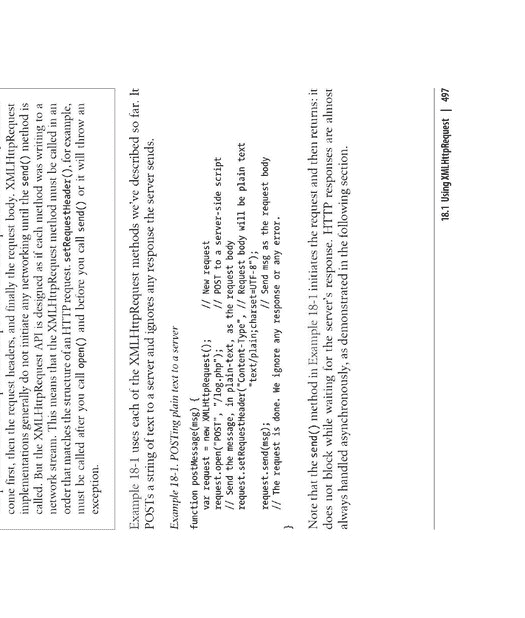 come first, then the request headers, and finally the request body. XMLHttpRequest
implementations generally do not initiate any networking until the send() method is
called. But the XMLHttpRequest API is designed as if each method was writing to a
network stream. This means that the XMLHttpRequest method must be called in an
order that matches the structure of an HTTP request. setRequestHeader(), for example,
must be called after you call open() and before you call send() or it will throw an
exception.
Example 18-1 uses each of the XMLHttpRequest methods we've described so far. It
POSTs a string of text to a server and ignores any response the server sends.
Example 18-1. POSTing plain text to a server
function postMessage(msg) {
    var request = new XMLHttpRequest();      // New request
    request.open("POST", "/log.php");        // POST to a server-side script
    // Send the message, in plain-text, as the request body
    request.setRequestHeader("Content-Type", // Request body will be plain text
                             "text/plain;charset=UTF-8");
    request.send(msg);                       // Send msg as the request body
    // The request is done. We ignore any response or any error.
}
Note that the send() method in Example 18-1 initiates the request and then returns: it
does not block while waiting for the server's response. HTTP responses are almost
always handled asynchronously, as demonstrated in the following section.
18.1 Using XMLHttpRequest | 497